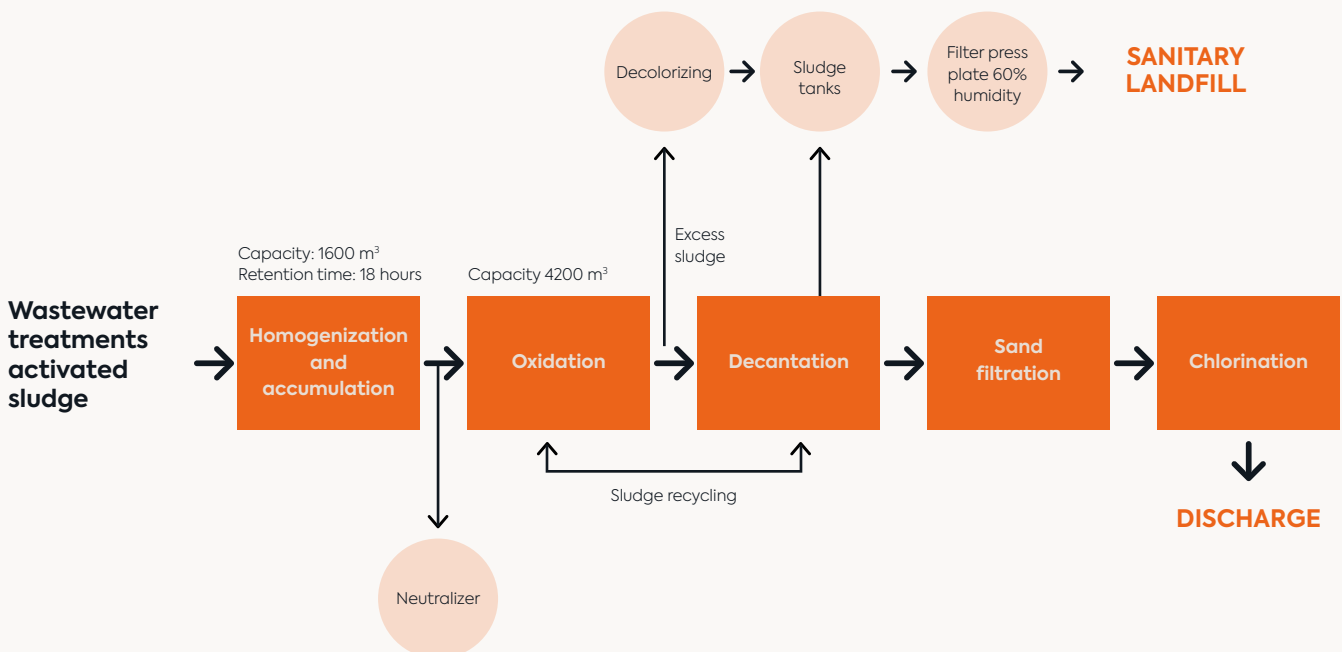 Decolorizing
Sludge
tanks
Filter press
plate 60%
humidity
SANITARY
LANDFILL
Excess
sludge
Capacity: 1600 m³
Retention time: 18 hours
Capacity 4200 m³
Wastewater
treatments
activated
sludge
Homogenization
and
accumulation
Oxidation
Decantation
Sand
filtration
Chlorination
Sludge recycling
DISCHARGE
Neutralizer